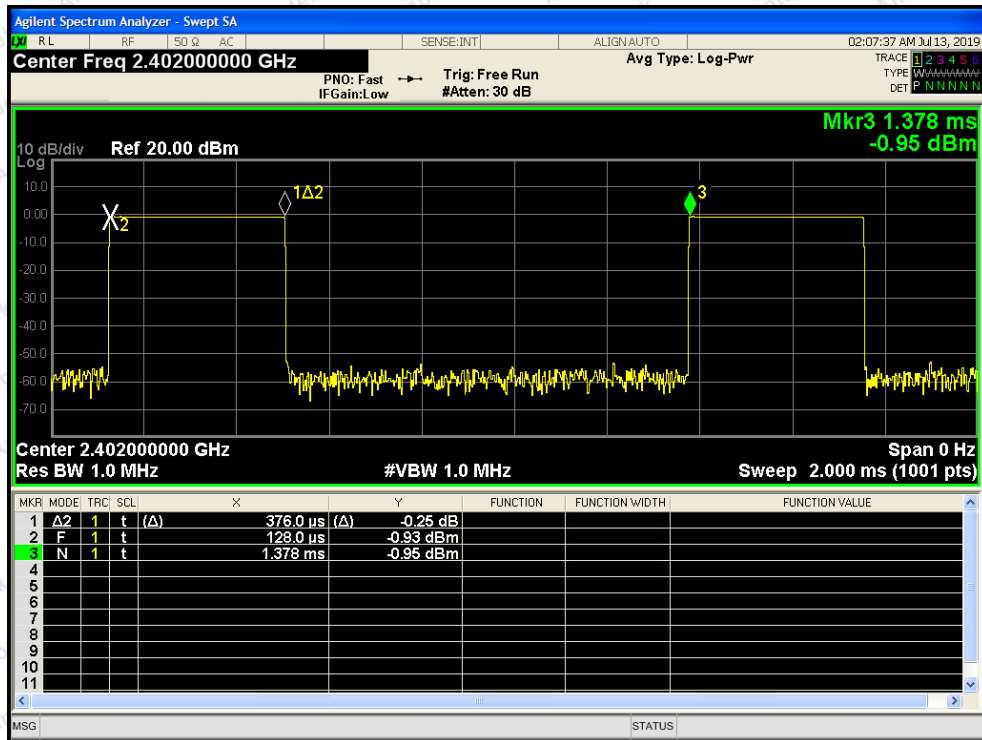 Agilent Spectrum Analyzer - Swept SA
LXI RL RF 50 Ω AC SENSE:INT ALIGN AUTO 02:07:37 AM Jul 13, 2019
Center Freq 2.402000000 GHz Avg Type: Log-Pwr TRACE 1 2 3 4 5 6
PNO: Fast Trig: Free Run TYPE W
IFGain:Low #Atten: 30 dB DET P N N N N N
Mkr3 1.378 ms
10 dB/div Ref 20.00 dBm -0.95 dBm
Log
10.0
0.00
-10.0
-20.0
-30.0
-40.0
-50.0
-60.0
-70.0
2
1Δ2
3
Center 2.402000000 GHz Span 0 Hz
Res BW 1.0 MHz #VBW 1.0 MHz Sweep 2.000 ms (1001 pts)
MKR MODE TRC SCL X Y FUNCTION FUNCTION WIDTH FUNCTION VALUE
1 Δ2 1 t (Δ) 376.0 µs (Δ) -0.25 dB
2 F 1 t 128.0 µs -0.93 dBm
3 N 1 t 1.378 ms -0.95 dBm
4
5
6
7
8
9
10
11
MSG STATUS